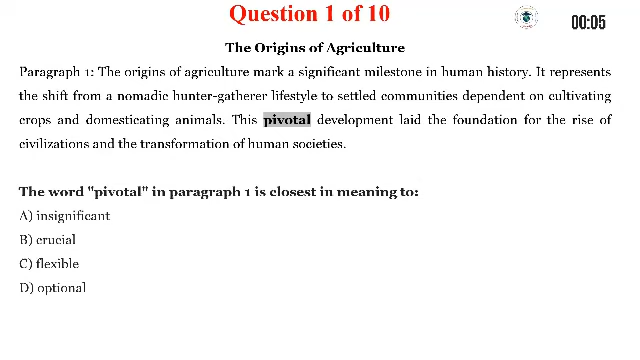 Question 1 of 10
00:05
The Origins of Agriculture
Paragraph 1: The origins of agriculture mark a significant milestone in human history. It represents
the shift from a nomadic hunter-gatherer lifestyle to settled communities dependent on cultivating
crops and domesticating animals. This pivotal development laid the foundation for the rise of
civilizations and the transformation of human societies.
The word "pivotal" in paragraph 1 is closest in meaning to:
A) insignificant
B) crucial
C) flexible
D) optional